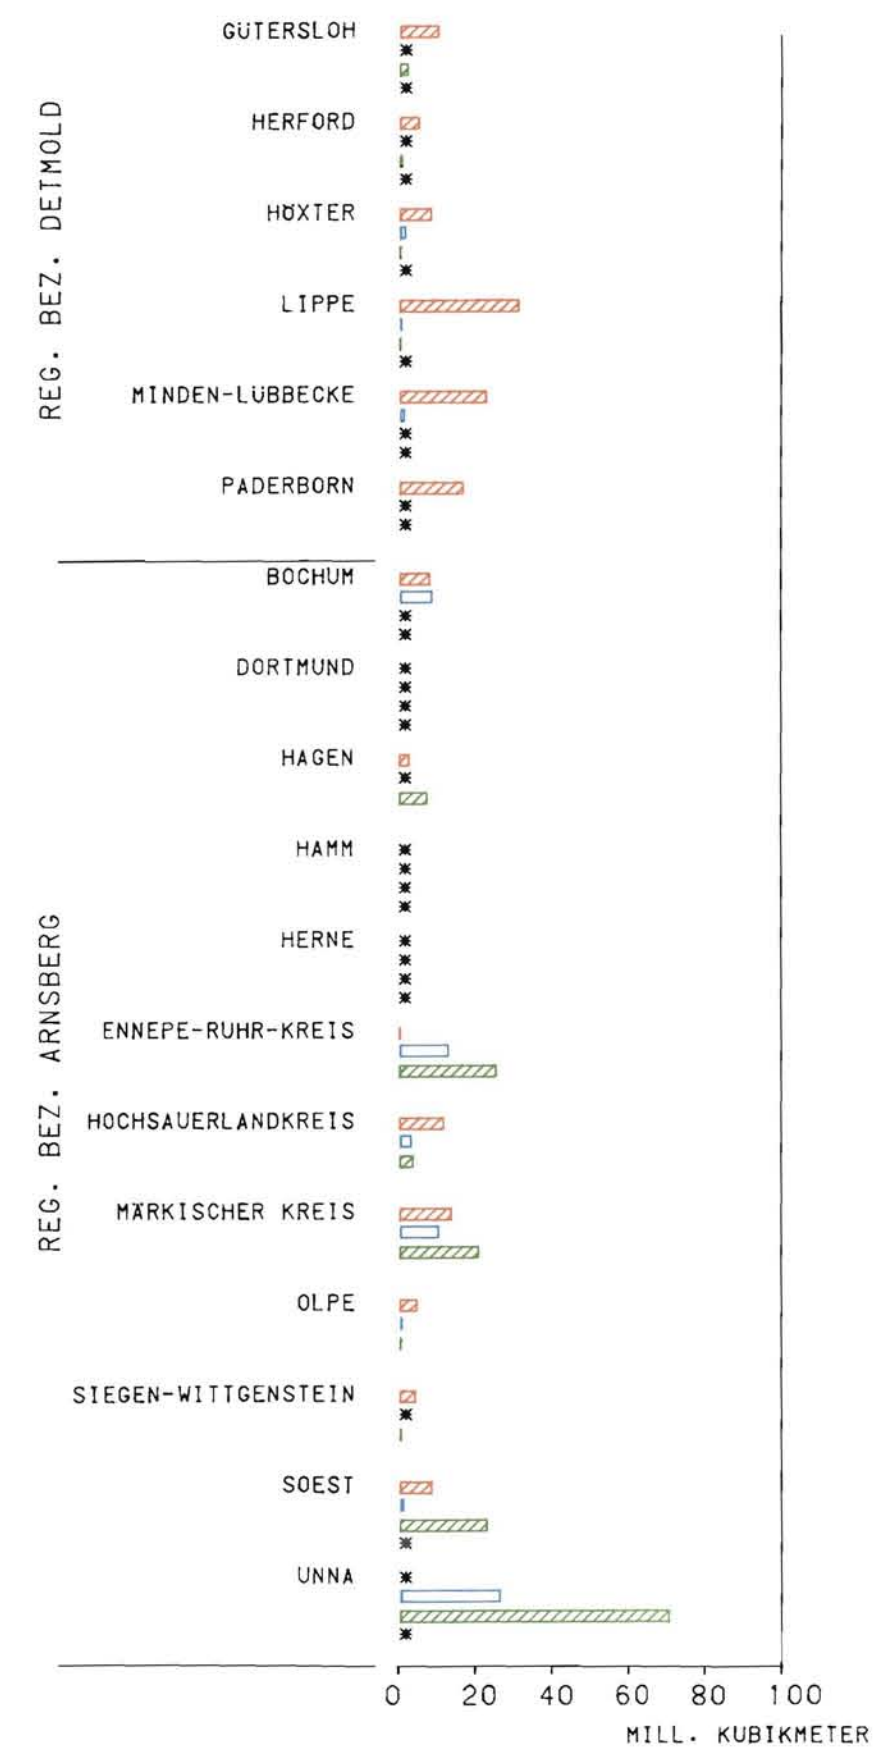 REG. BEZ. DETMOLD
GÜTERSLOH
HERFORD
HÖXTER
LIPPE
MINDEN-LÜBBECKE
PADERBORN
REG. BEZ. ARNSBERG
BOCHUM
DORTMUND
HAGEN
HAMM
HERNE
ENNEPE-RUHR-KREIS
HOCHSAUERLANDKREIS
MÄRKISCHER KREIS
OLPE
SIEGEN-WITTGENSTEIN
SOEST
UNNA
0 20 40 60 80 100
MILL. KUBIKMETER